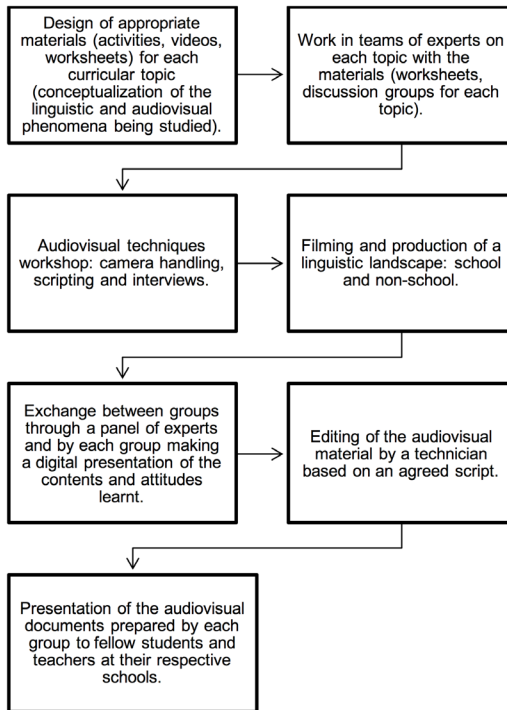 Design of appropriate
materials (activities, videos,
worksheets) for each
curricular topic
(conceptualization of the
linguistic and audiovisual
phenomena being studied).
Work in teams of experts on
each topic with the
materials (worksheets,
discussion groups for each
topic).
Audiovisual techniques
workshop: camera handling,
scripting and interviews.
Filming and production of a
linguistic landscape: school
and non-school.
Exchange between groups
through a panel of experts
and by each group making
a digital presentation of the
contents and attitudes
learnt.
Editing of the audiovisual
material by a technician
based on an agreed script.
Presentation of the audiovisual
documents prepared by each
group to fellow students and
teachers at their respective
schools.